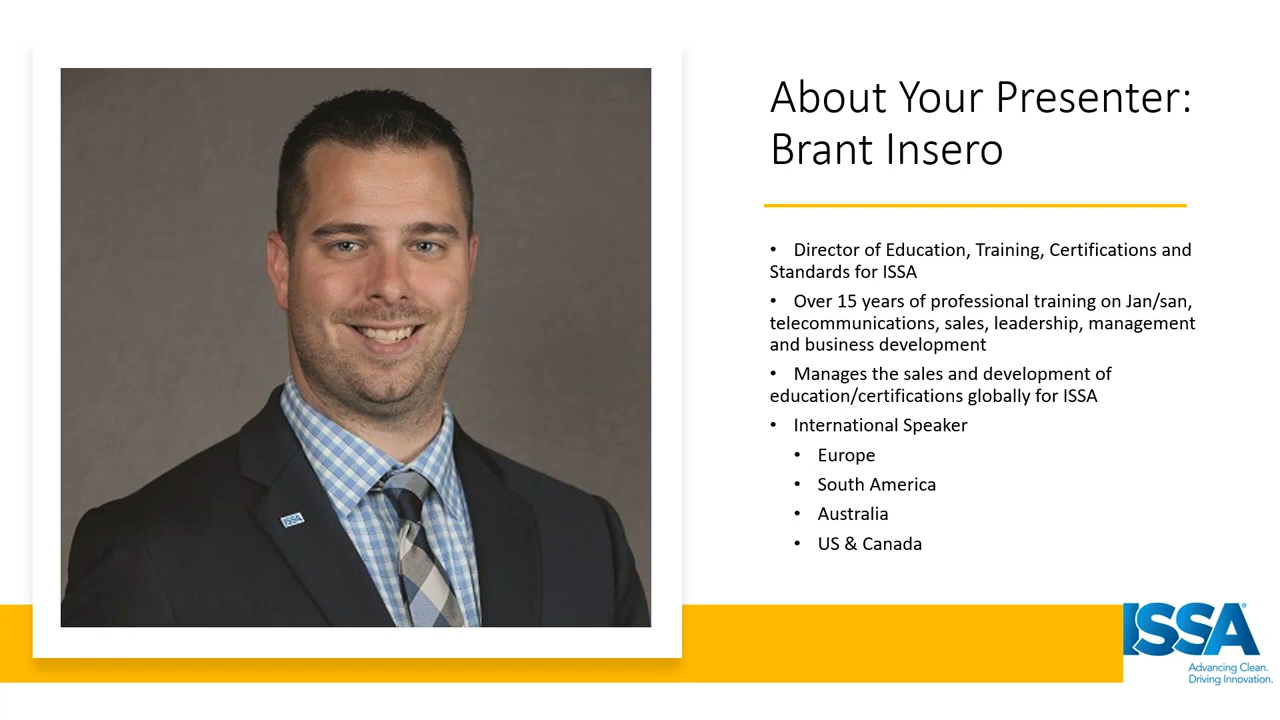 About Your Presenter:
Brant Insero
• Director of Education, Training, Certifications and
Standards for ISSA
• Over 15 years of professional training on Jan/san,
telecommunications, sales, leadership, management
and business development
• Manages the sales and development of
education/certifications globally for ISSA
• International Speaker
• Europe
• South America
• Australia
• US & Canada
ISSA
ISSA®
Advancing Clean.
Driving Innovation.